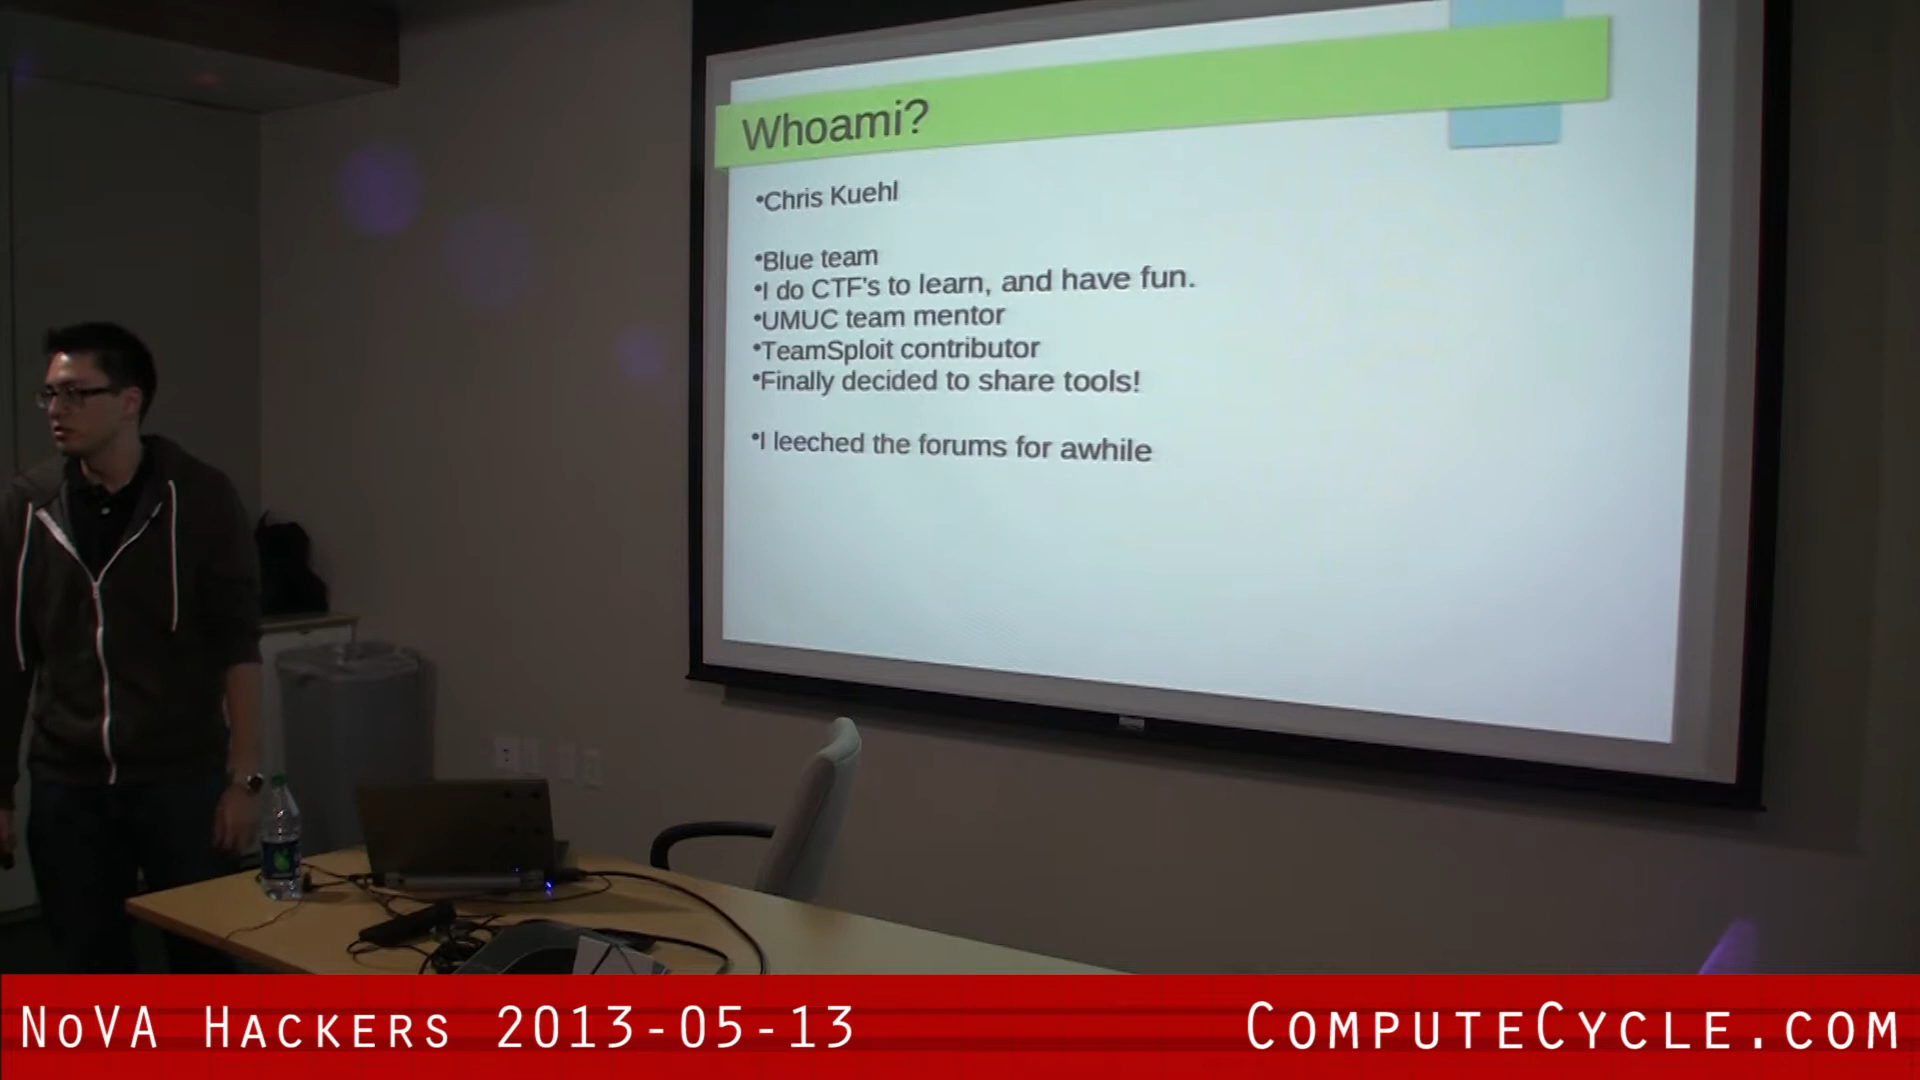 Whoami?
•Chris Kuehl
•Blue team
•I do CTF's to learn, and have fun.
•UMUC team mentor
•TeamSploit contributor
•Finally decided to share tools!
•I leeched the forums for awhile
NoVA Hackers 2013-05-13
ComputeCycle.com